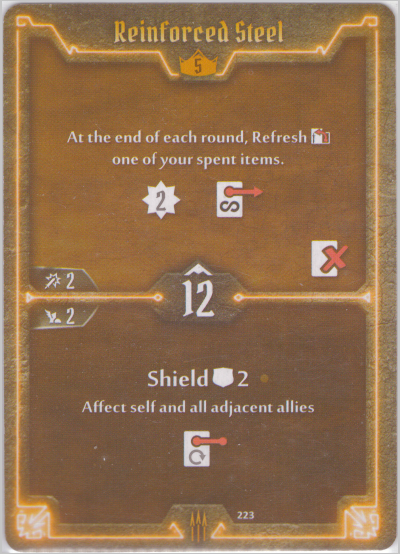 Reinforced Steel
5
At the end of each round, Refresh
one of your spent items.
2
2
12
2
Shield 2
Affect self and all adjacent allies
223